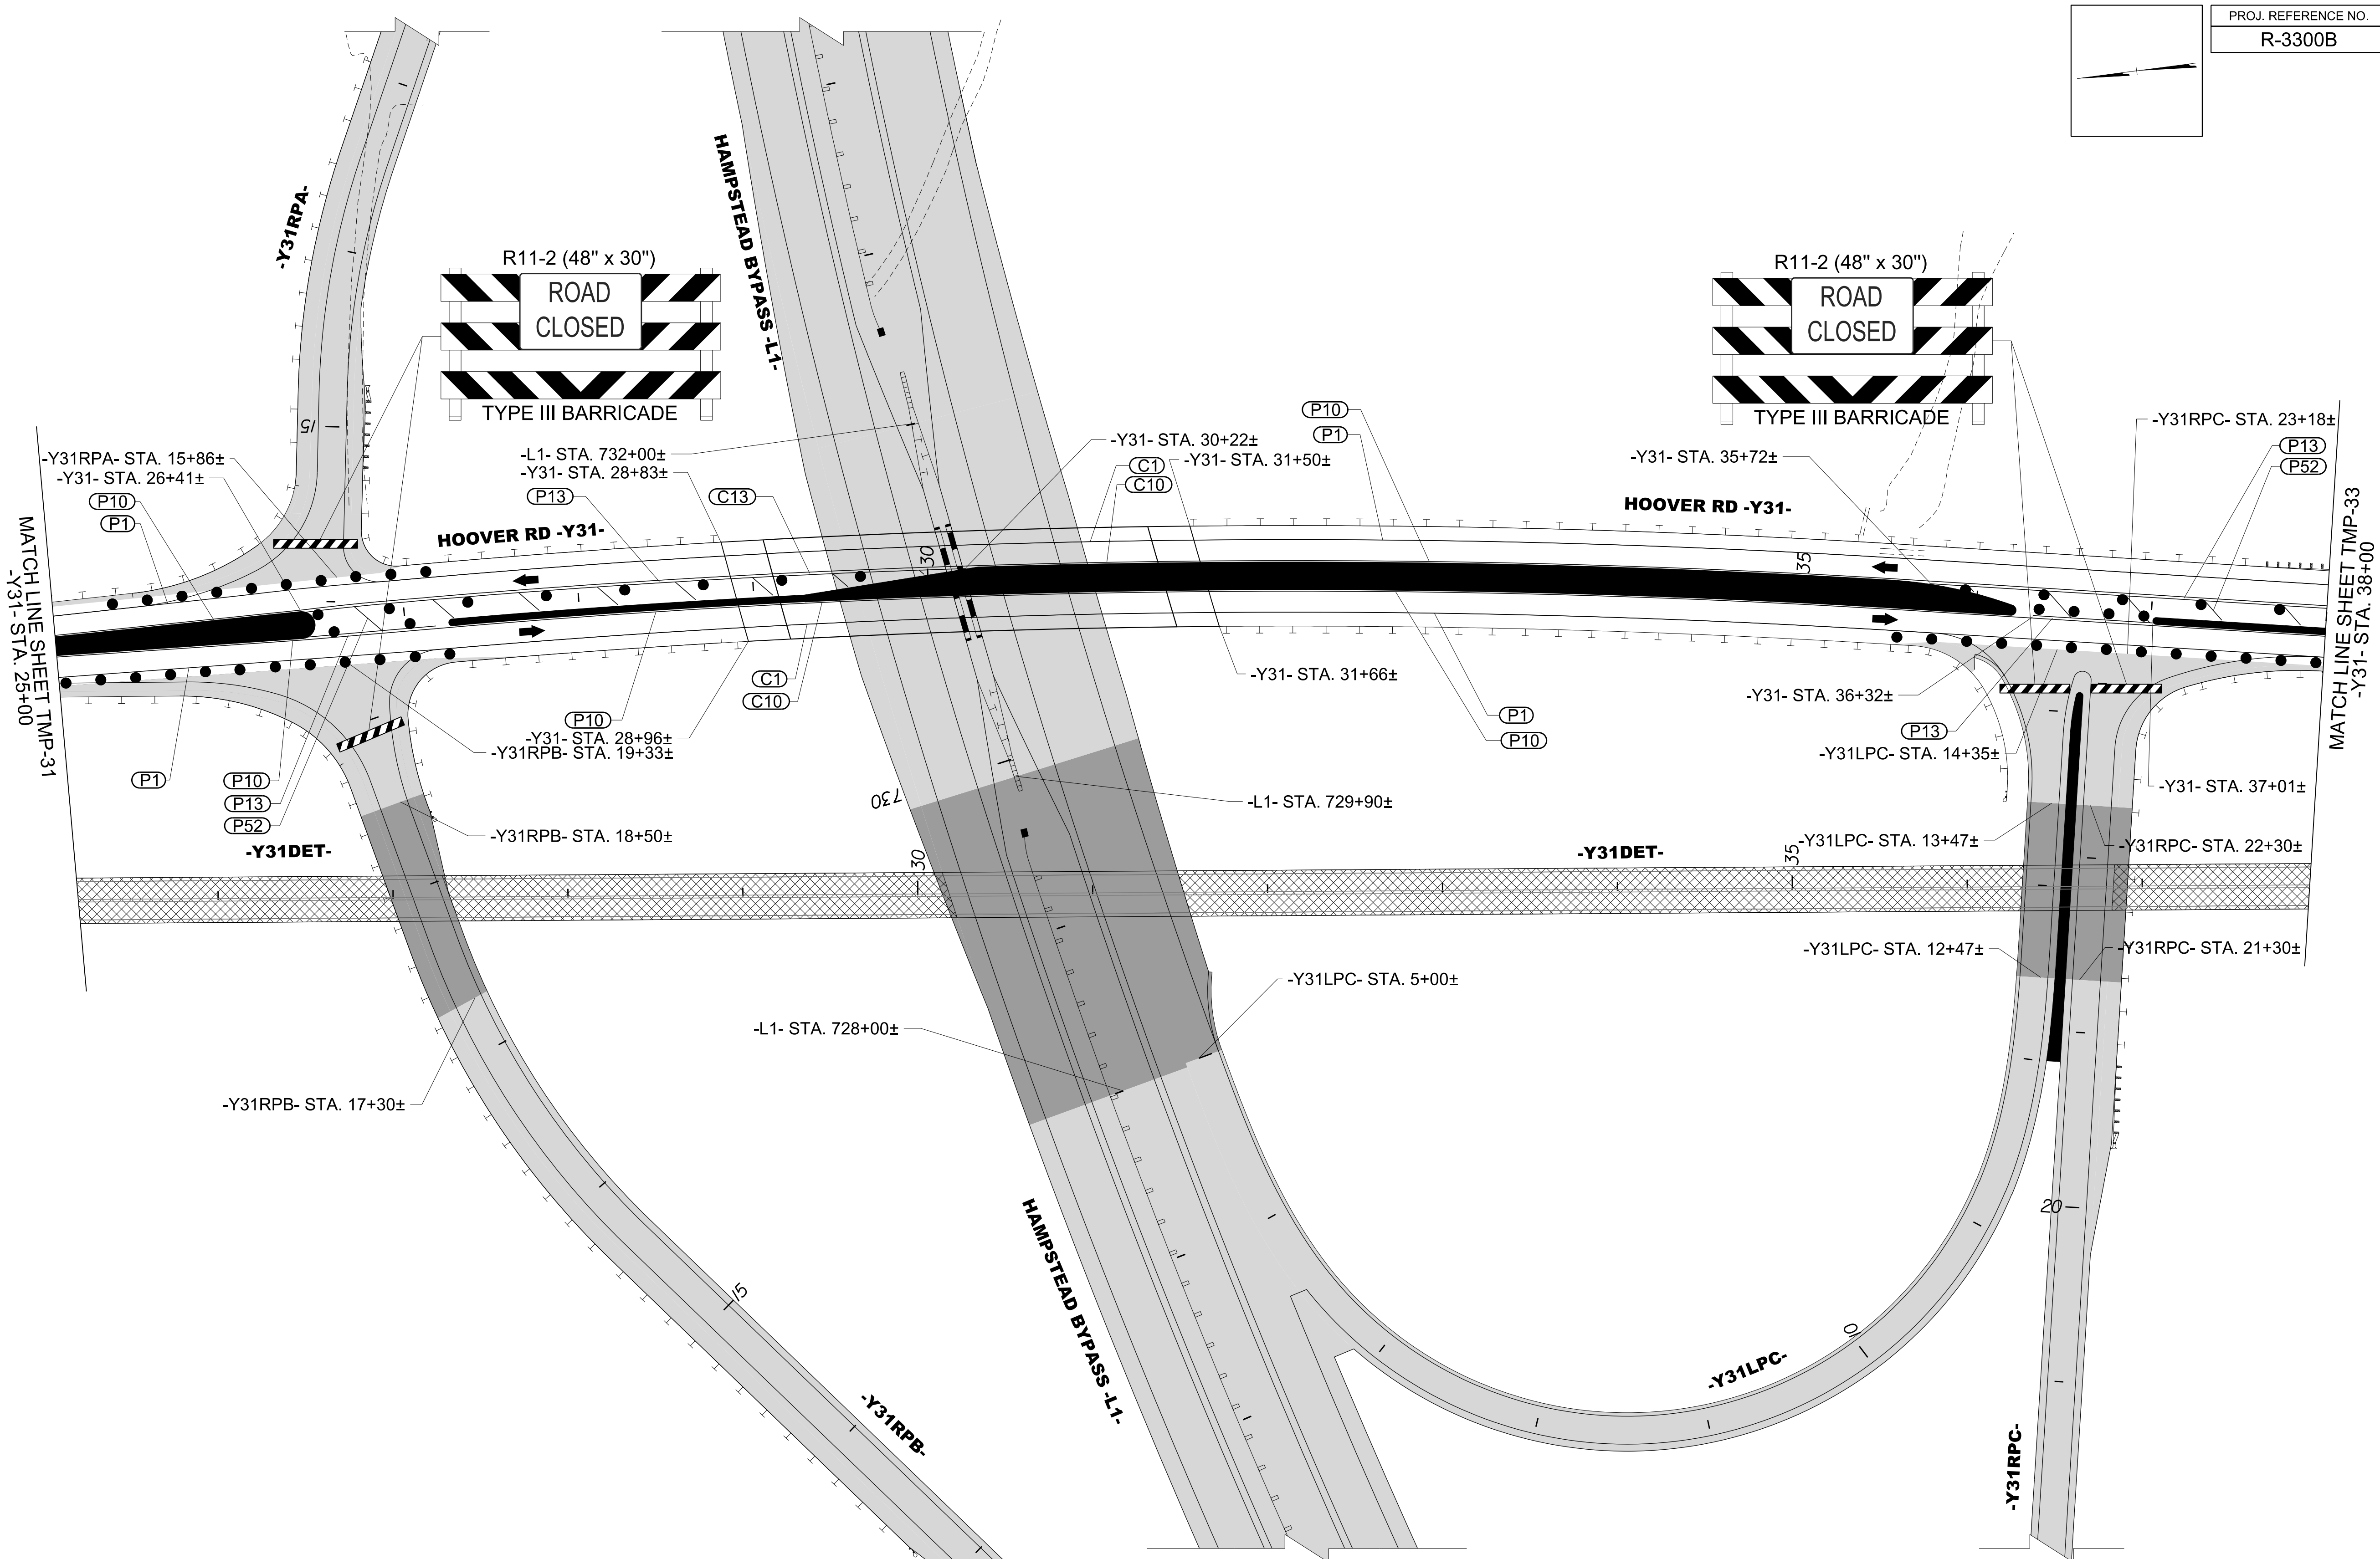 PROJ. REFERENCE NO.
R-3300B
-Y31RPA-
HAMPSTEAD BYPASS -L1-
R11-2 (48" x 30")
ROAD
CLOSED
TYPE III BARRICADE
R11-2 (48" x 30")
ROAD
CLOSED
TYPE III BARRICADE
15
-Y31RPA- STA. 15+86±
-Y31- STA. 26+41±
P10
P1
-L1- STA. 732+00±
-Y31- STA. 28+83±
P13
C13
-Y31- STA. 30+22±
P10
P1
C1
-Y31- STA. 31+50±
C10
-Y31- STA. 35+72±
-Y31RPC- STA. 23+18±
P13
P52
HOOVER RD -Y31-
HOOVER RD -Y31-
30
35
MATCH LINE SHEET TMP-31
-Y31- STA. 25+00
MATCH LINE SHEET TMP-33
-Y31- STA. 38+00
C1
C10
P10
-Y31- STA. 28+96±
-Y31RPB- STA. 19+33±
-Y31- STA. 31+66±
P1
P10
-Y31- STA. 36+32±
P13
-Y31LPC- STA. 14+35±
P1
P10
P13
P52
-Y31RPB- STA. 18+50±
730
-L1- STA. 729+90±
-Y31- STA. 37+01±
-Y31LPC- STA. 13+47±
-Y31RPC- STA. 22+30±
-Y31DET-
30
-Y31DET-
35
-Y31LPC- STA. 12+47±
-Y31RPC- STA. 21+30±
-Y31LPC- STA. 5+00±
-L1- STA. 728+00±
-Y31RPB- STA. 17+30±
20
15
10
HAMPSTEAD BYPASS -L1-
-Y31RPB-
-Y31LPC-
-Y31RPC-